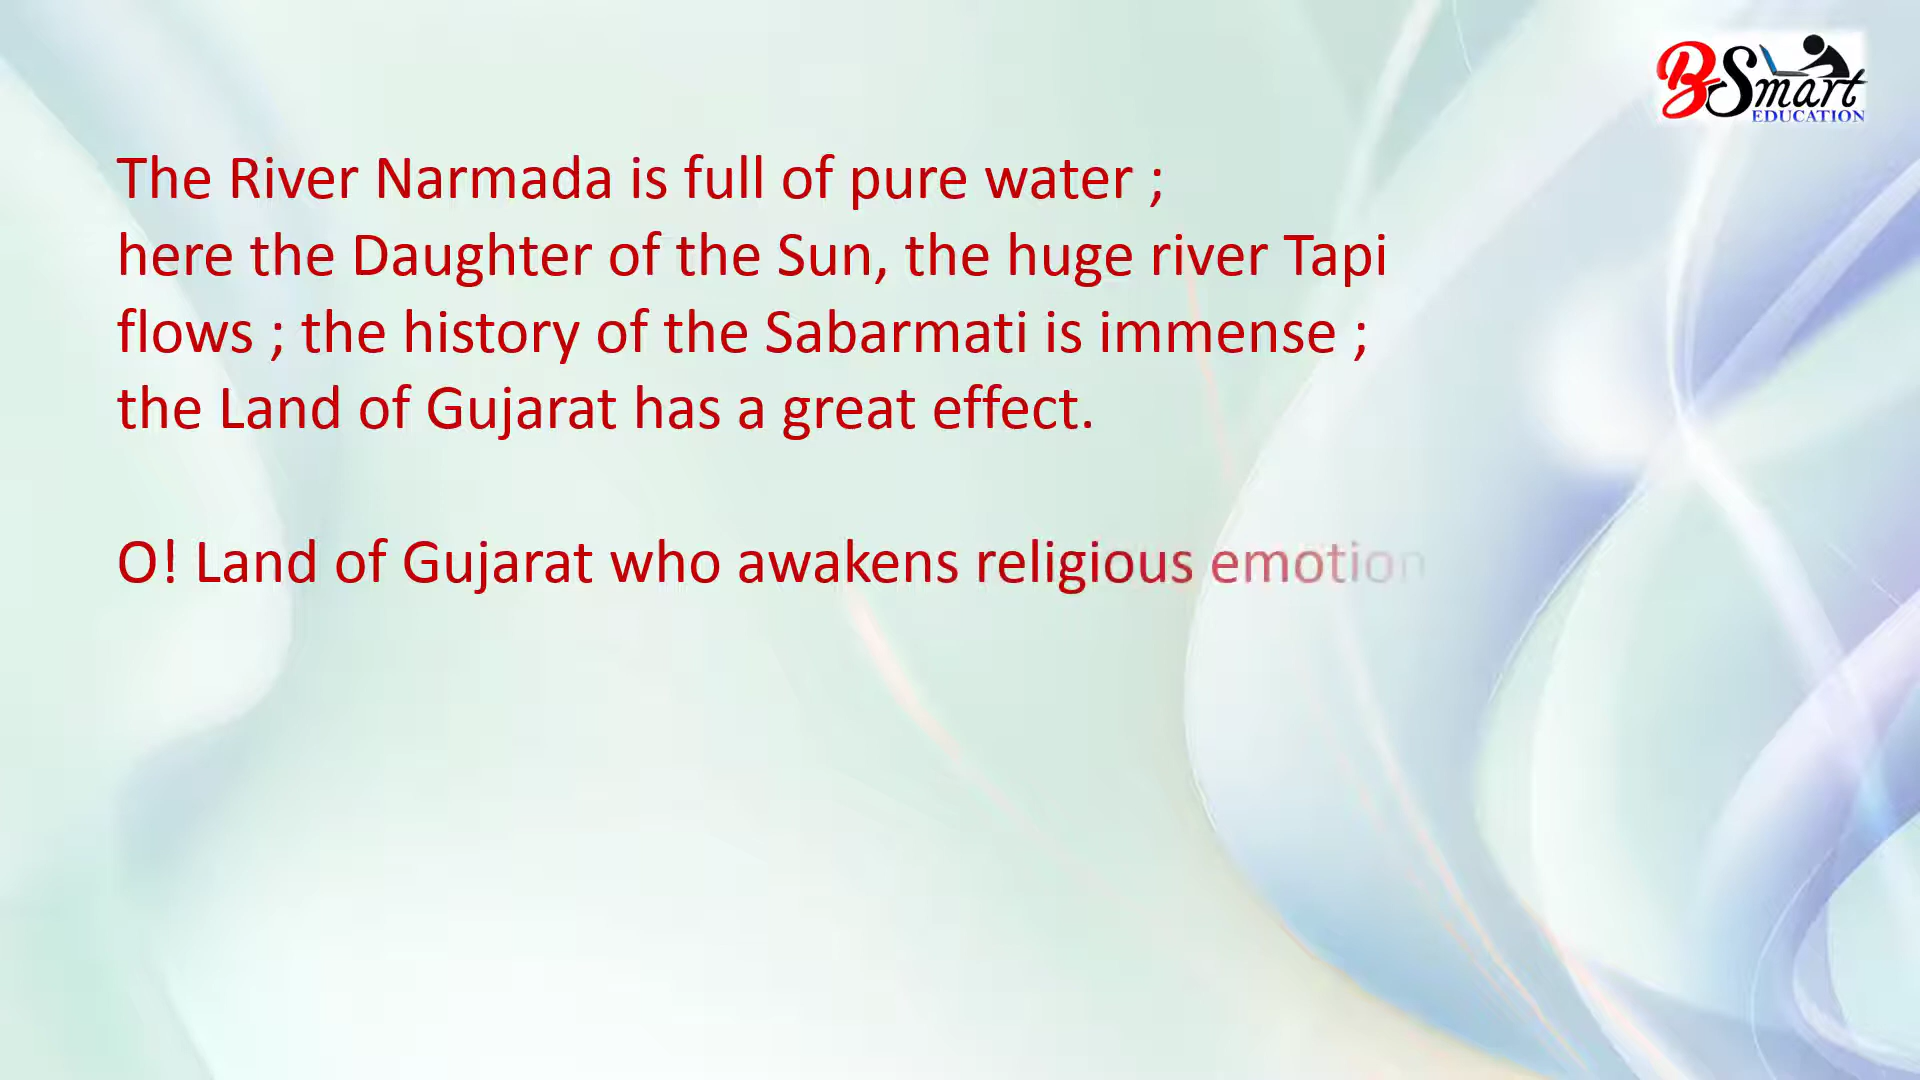 BSmart
EDUCATION
The River Narmada is full of pure water ;
here the Daughter of the Sun, the huge river Tapi
flows ; the history of the Sabarmati is immense ;
the Land of Gujarat has a great effect.
O! Land of Gujarat who awakens religious emotion